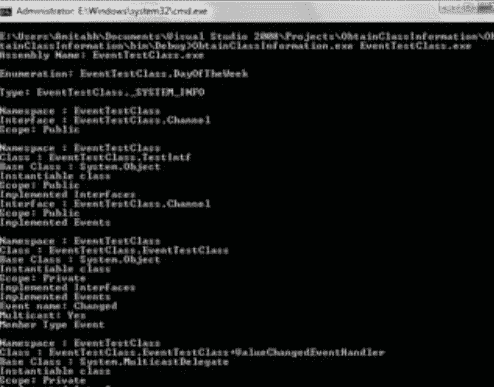 Administrator: E:\Windows\system32\cmd.exe
E:\Users\Amitabh\Documents\Visual Studio 2008\Projects\ObtainClassInformation\Ob
tainClassInformation\bin\Debug>ObtainClassInformation.exe EventTestClass.exe
Assembly Name: EventTestClass.exe
Enumeration: EventTestClass.DayOfTheWeek
Type: EventTestClass._SYSTEM_INFO
Namespace : EventTestClass
Interface : EventTestClass.Channel
Scope: Public
Namespace : EventTestClass
Class : EventTestClass.TestIntf
Base Class : System.Object
Instantiable class
Scope: Public
Implemented Interfaces
Interface : EventTestClass.Channel
Scope: Public
Implemented Events
Namespace : EventTestClass
Class : EventTestClass.EventTestClass
Base Class : System.Object
Instantiable class
Scope: Private
Implemented Interfaces
Implemented Events
Event name: Changed
Multicast: Yes
Member Type Event
Namespace : EventTestClass
Class : EventTestClass.EventTestClass+ValueChangedEventHandler
Base Class : System.MulticastDelegate
Instantiable class
Scope: Private